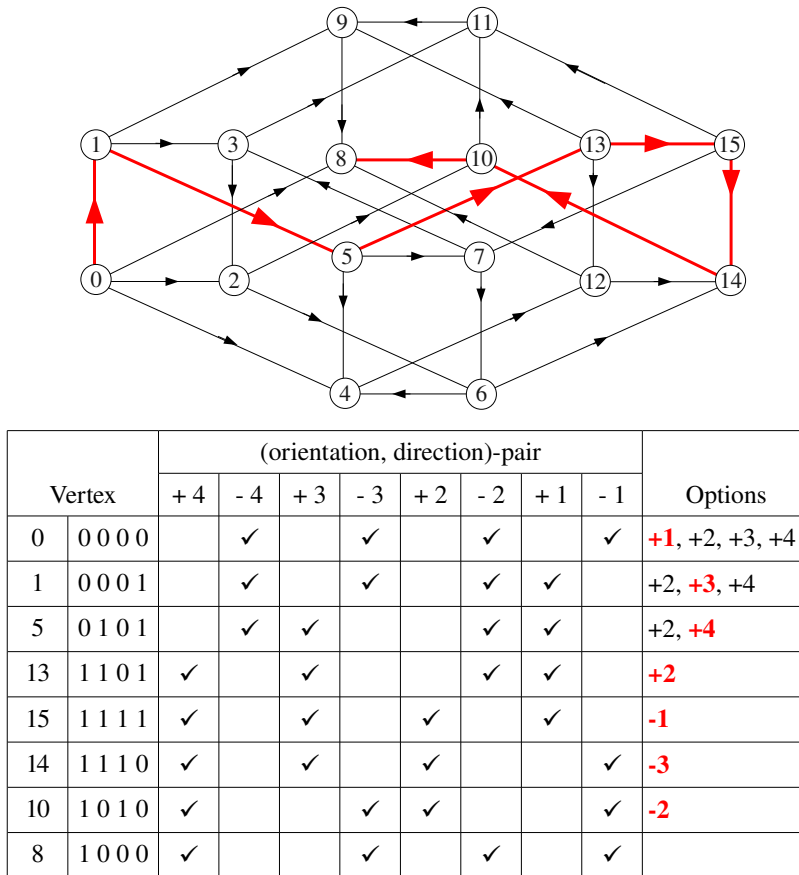 9 11
1 3 8 10 13 15
5 7
0 2 12 14
4 6
(orientation, direction)-pair
Vertex + 4 - 4 + 3 - 3 + 2 - 2 + 1 - 1 Options
0 0 0 0 0 ✓ ✓ ✓ ✓ +1, +2, +3, +4
1 0 0 0 1 ✓ ✓ ✓ ✓ +2, +3, +4
5 0 1 0 1 ✓ ✓ ✓ ✓ +2, +4
13 1 1 0 1 ✓ ✓ ✓ ✓ +2
15 1 1 1 1 ✓ ✓ ✓ ✓ -1
14 1 1 1 0 ✓ ✓ ✓ ✓ -3
10 1 0 1 0 ✓ ✓ ✓ ✓ -2
8 1 0 0 0 ✓ ✓ ✓ ✓